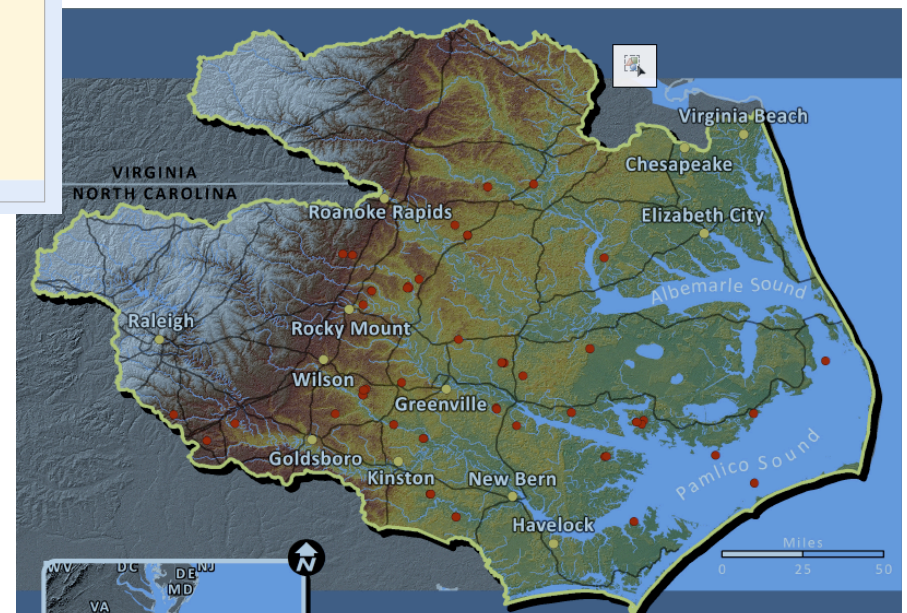 Virginia Beach
Chesapeake
VIRGINIA
NORTH CAROLINA
Roanoke Rapids
Elizabeth City
Albemarle Sound
Raleigh
Rocky Mount
Wilson
Greenville
Goldsboro
Kinston
New Bern
Pamlico Sound
Havelock
Miles
0 25 50
N
WV DC NJ
DE
MD
VA